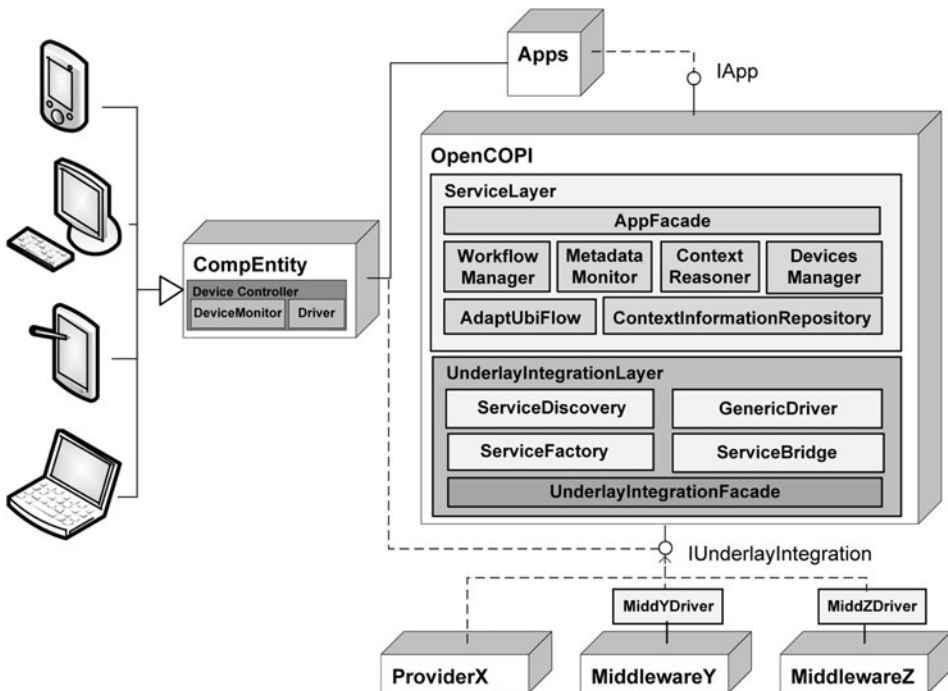 Apps
IApp
OpenCOPI
ServiceLayer
AppFacade
Workflow
Manager
Metadata
Monitor
Context
Reasoner
Devices
Manager
AdaptUbiFlow
ContextInformationRepository
CompEntity
Device Controller
DeviceMonitor
Driver
UnderlayIntegrationLayer
ServiceDiscovery
GenericDriver
ServiceFactory
ServiceBridge
UnderlayIntegrationFacade
IUnderlayIntegration
MiddYDriver
MiddZDriver
ProviderX
MiddlewareY
MiddlewareZ